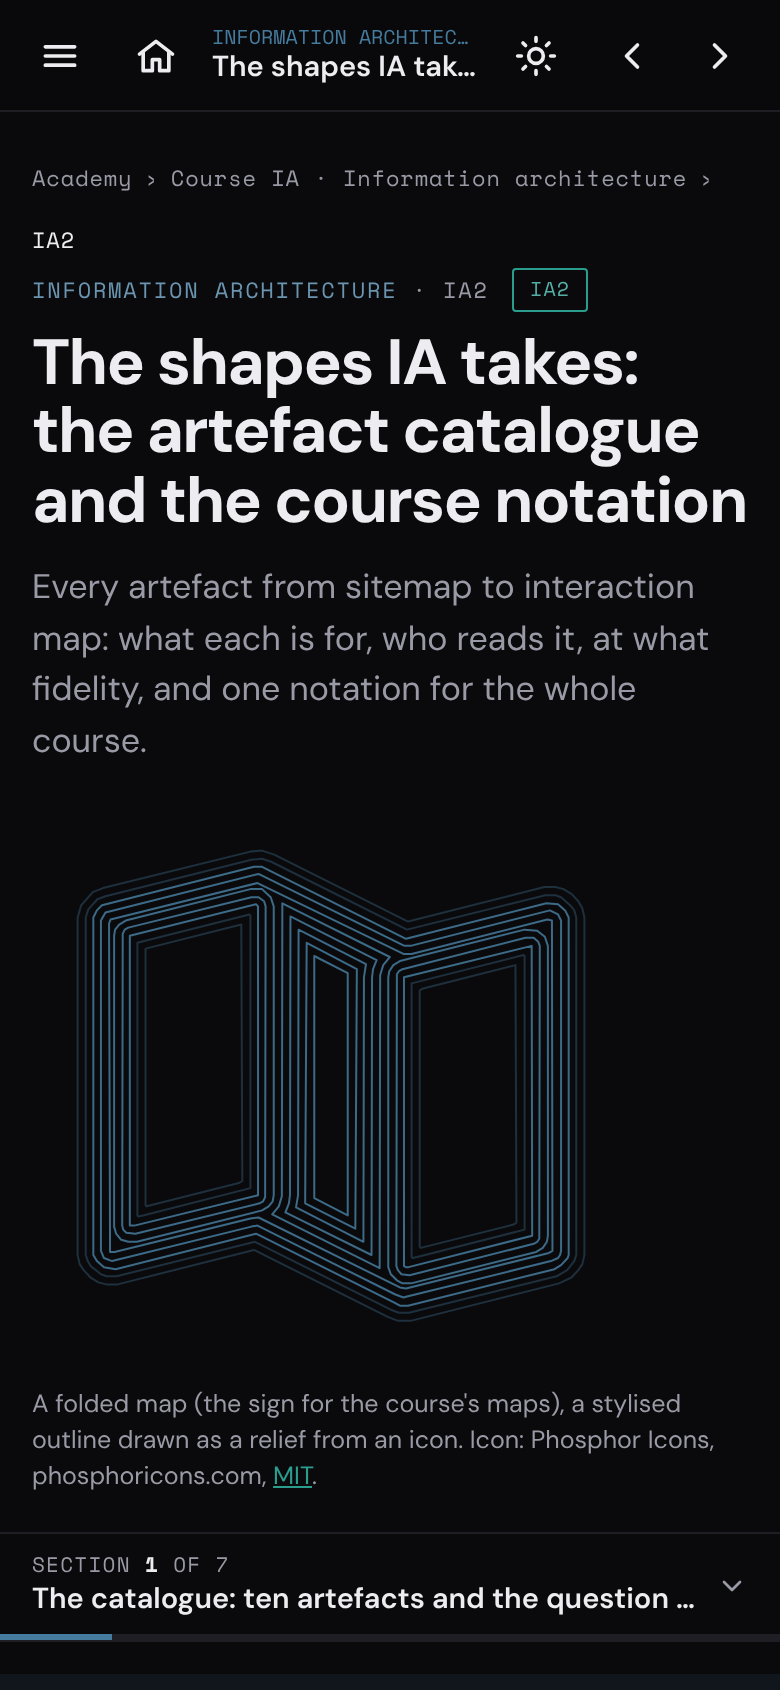 INFORMATION ARCHITEC…
The shapes IA tak…
Academy › Course IA · Information architecture ›
IA2
INFORMATION ARCHITECTURE · IA2 IA2
The shapes IA takes:
the artefact catalogue
and the course notation
Every artefact from sitemap to interaction
map: what each is for, who reads it, at what
fidelity, and one notation for the whole
course.
A folded map (the sign for the course's maps), a stylised
outline drawn as a relief from an icon. Icon: Phosphor Icons,
phosphoricons.com, MIT.
SECTION 1 OF 7
The catalogue: ten artefacts and the question …